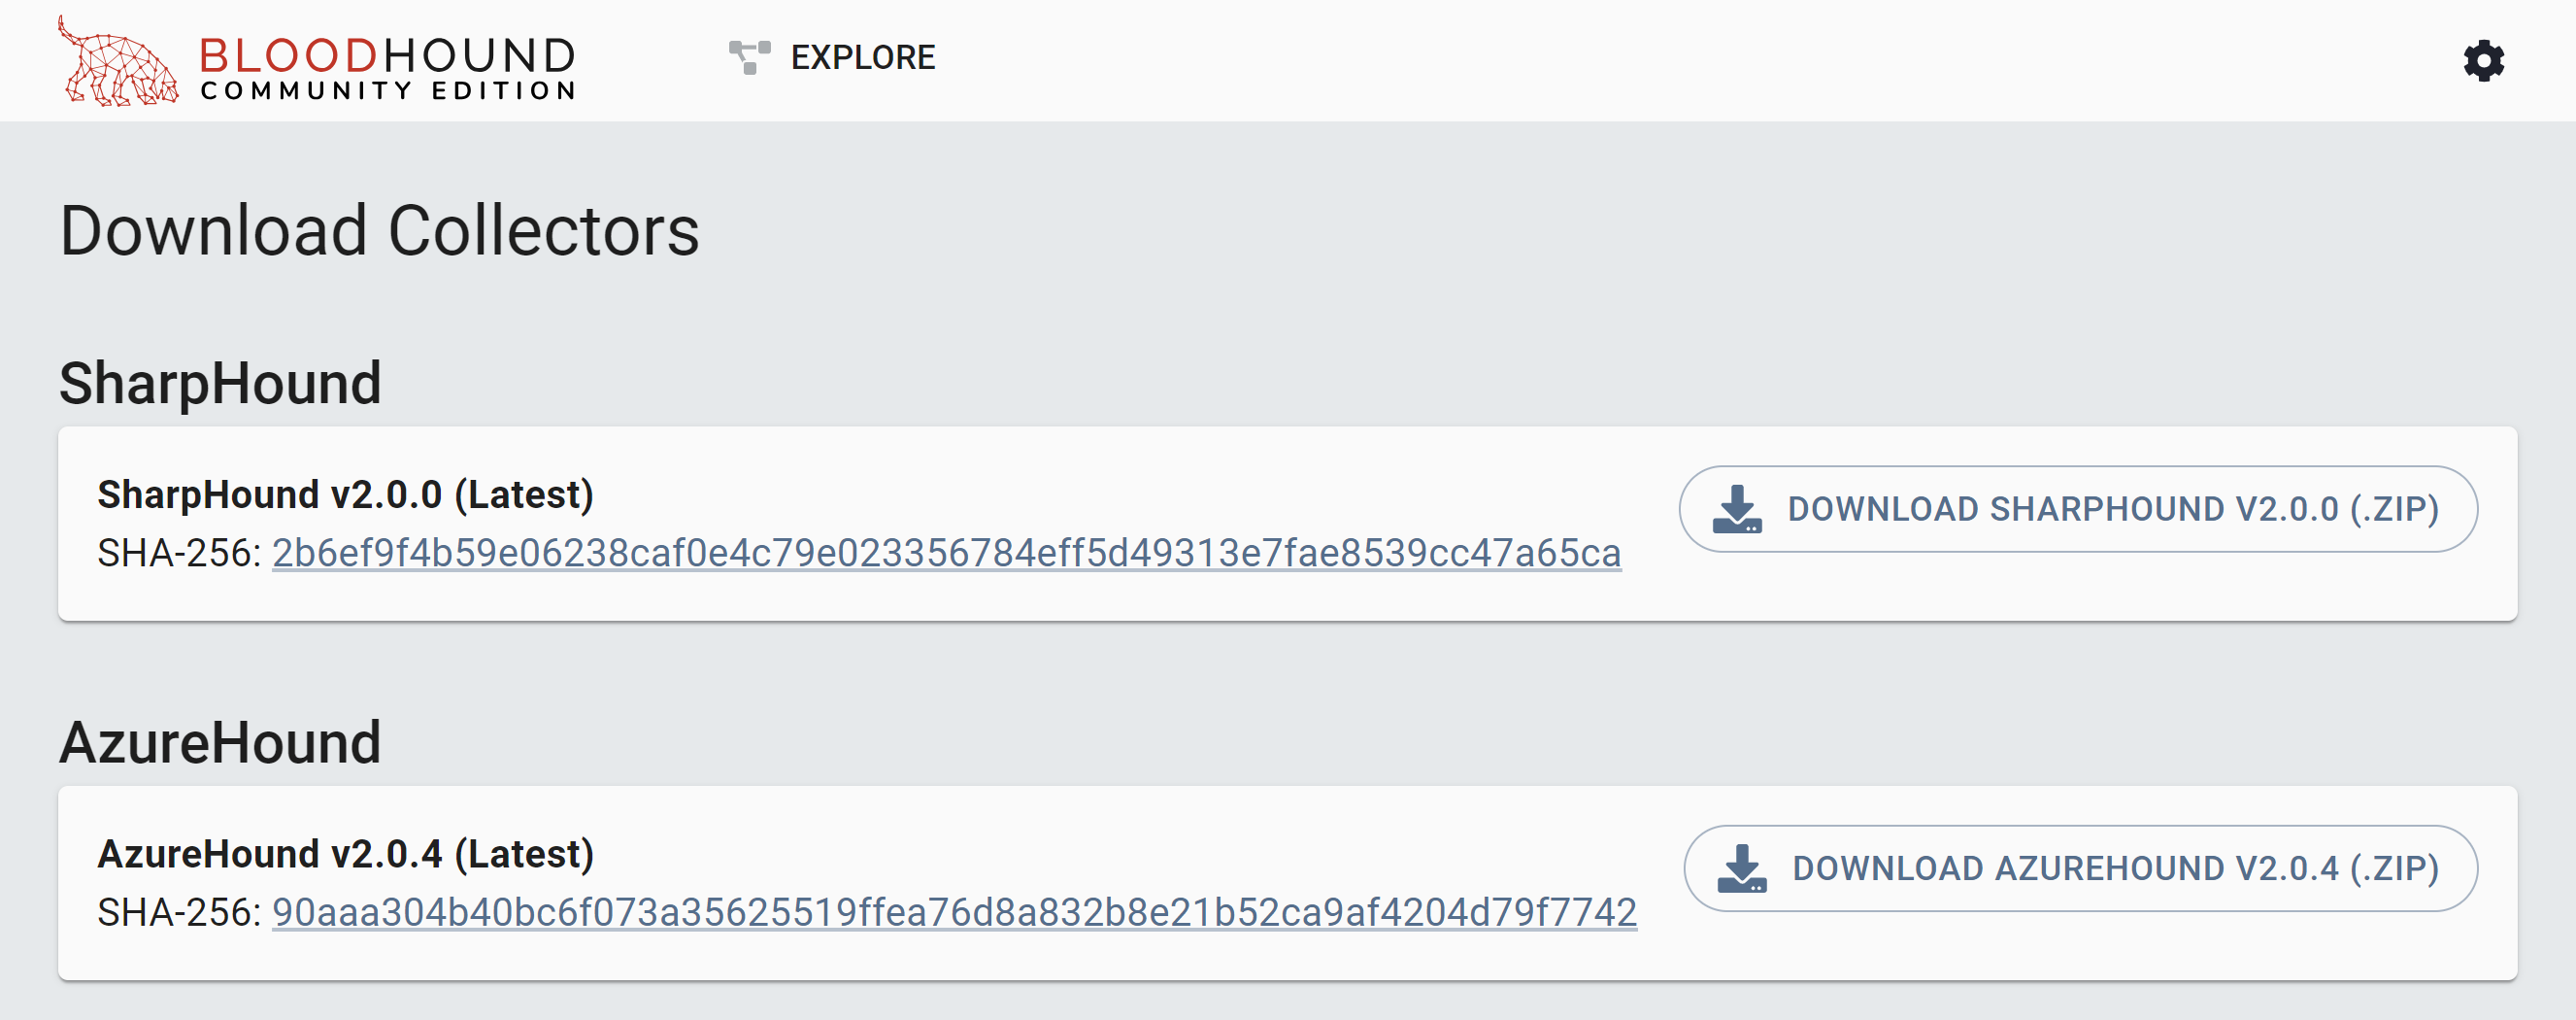 BLOODHOUND
COMMUNITY EDITION
EXPLORE
Download Collectors
SharpHound
SharpHound v2.0.0 (Latest)
SHA-256: 2b6ef9f4b59e06238caf0e4c79e023356784eff5d49313e7fae8539cc47a65ca
DOWNLOAD SHARPHOUND V2.0.0 (.ZIP)
AzureHound
AzureHound v2.0.4 (Latest)
SHA-256: 90aaa304b40bc6f073a35625519ffea76d8a832b8e21b52ca9af4204d79f7742
DOWNLOAD AZUREHOUND V2.0.4 (.ZIP)